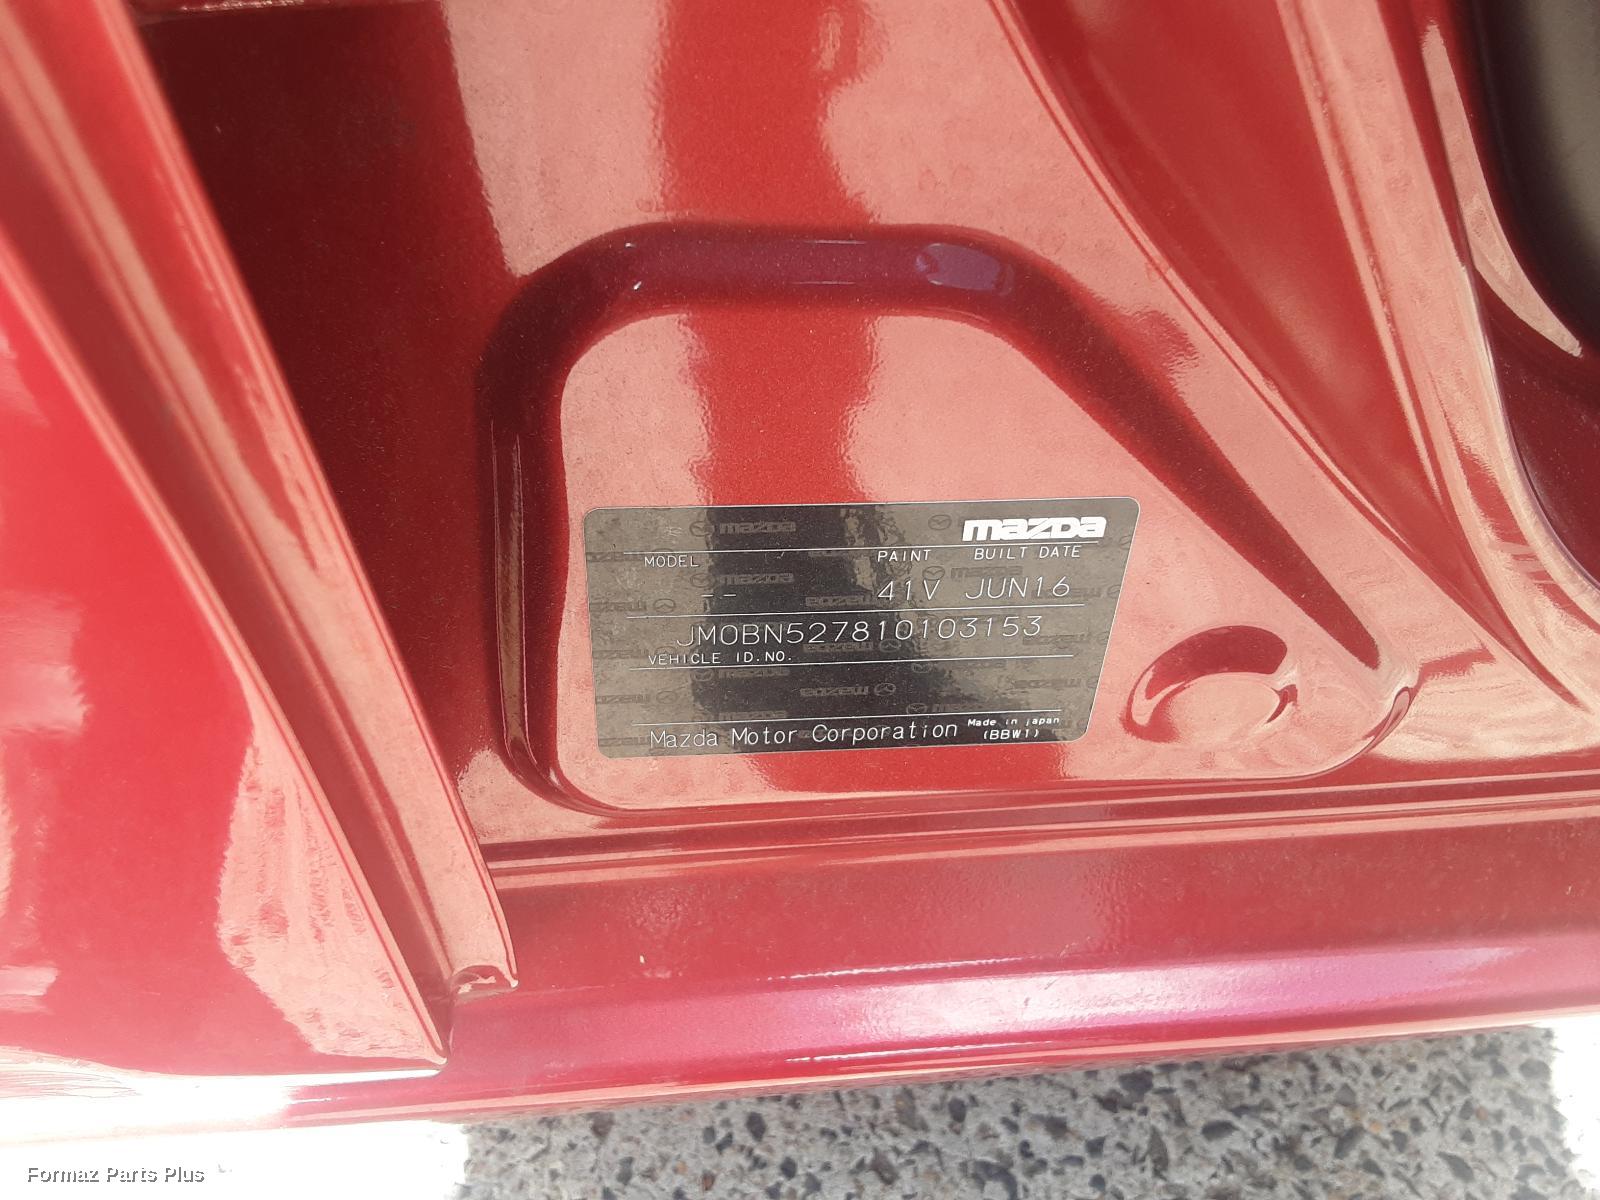 mazda
MODEL PAINT BUILT DATE
-- 41V JUN16
JM0BN527810103153
VEHICLE ID.NO.
Mazda Motor Corporation Made in japan
(BBW1)
Formaz Parts Plus